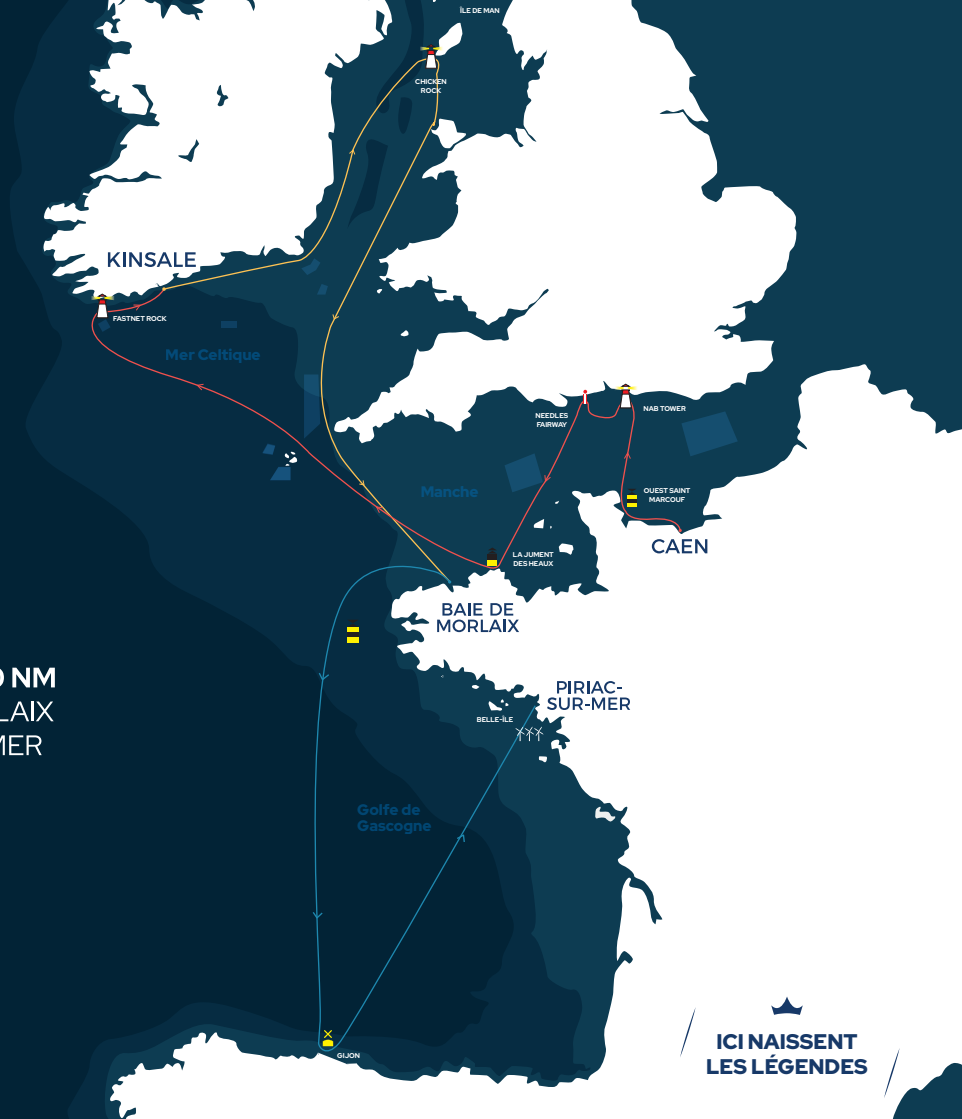 ÎLE DE MAN
CHICKEN
ROCK
KINSALE
FASTNET ROCK
Mer Celtique
NEEDLES
FAIRWAY
NAB TOWER
Manche
OUEST SAINT
MARCOUF
CAEN
LA JUMENT
DES HEAUX
BAIE DE
MORLAIX
NM
LAIX
MER
PIRIAC-
SUR-MER
BELLE-ÎLE
Golfe de
Gascogne
GIJON
ICI NAISSENT
LES LÉGENDES